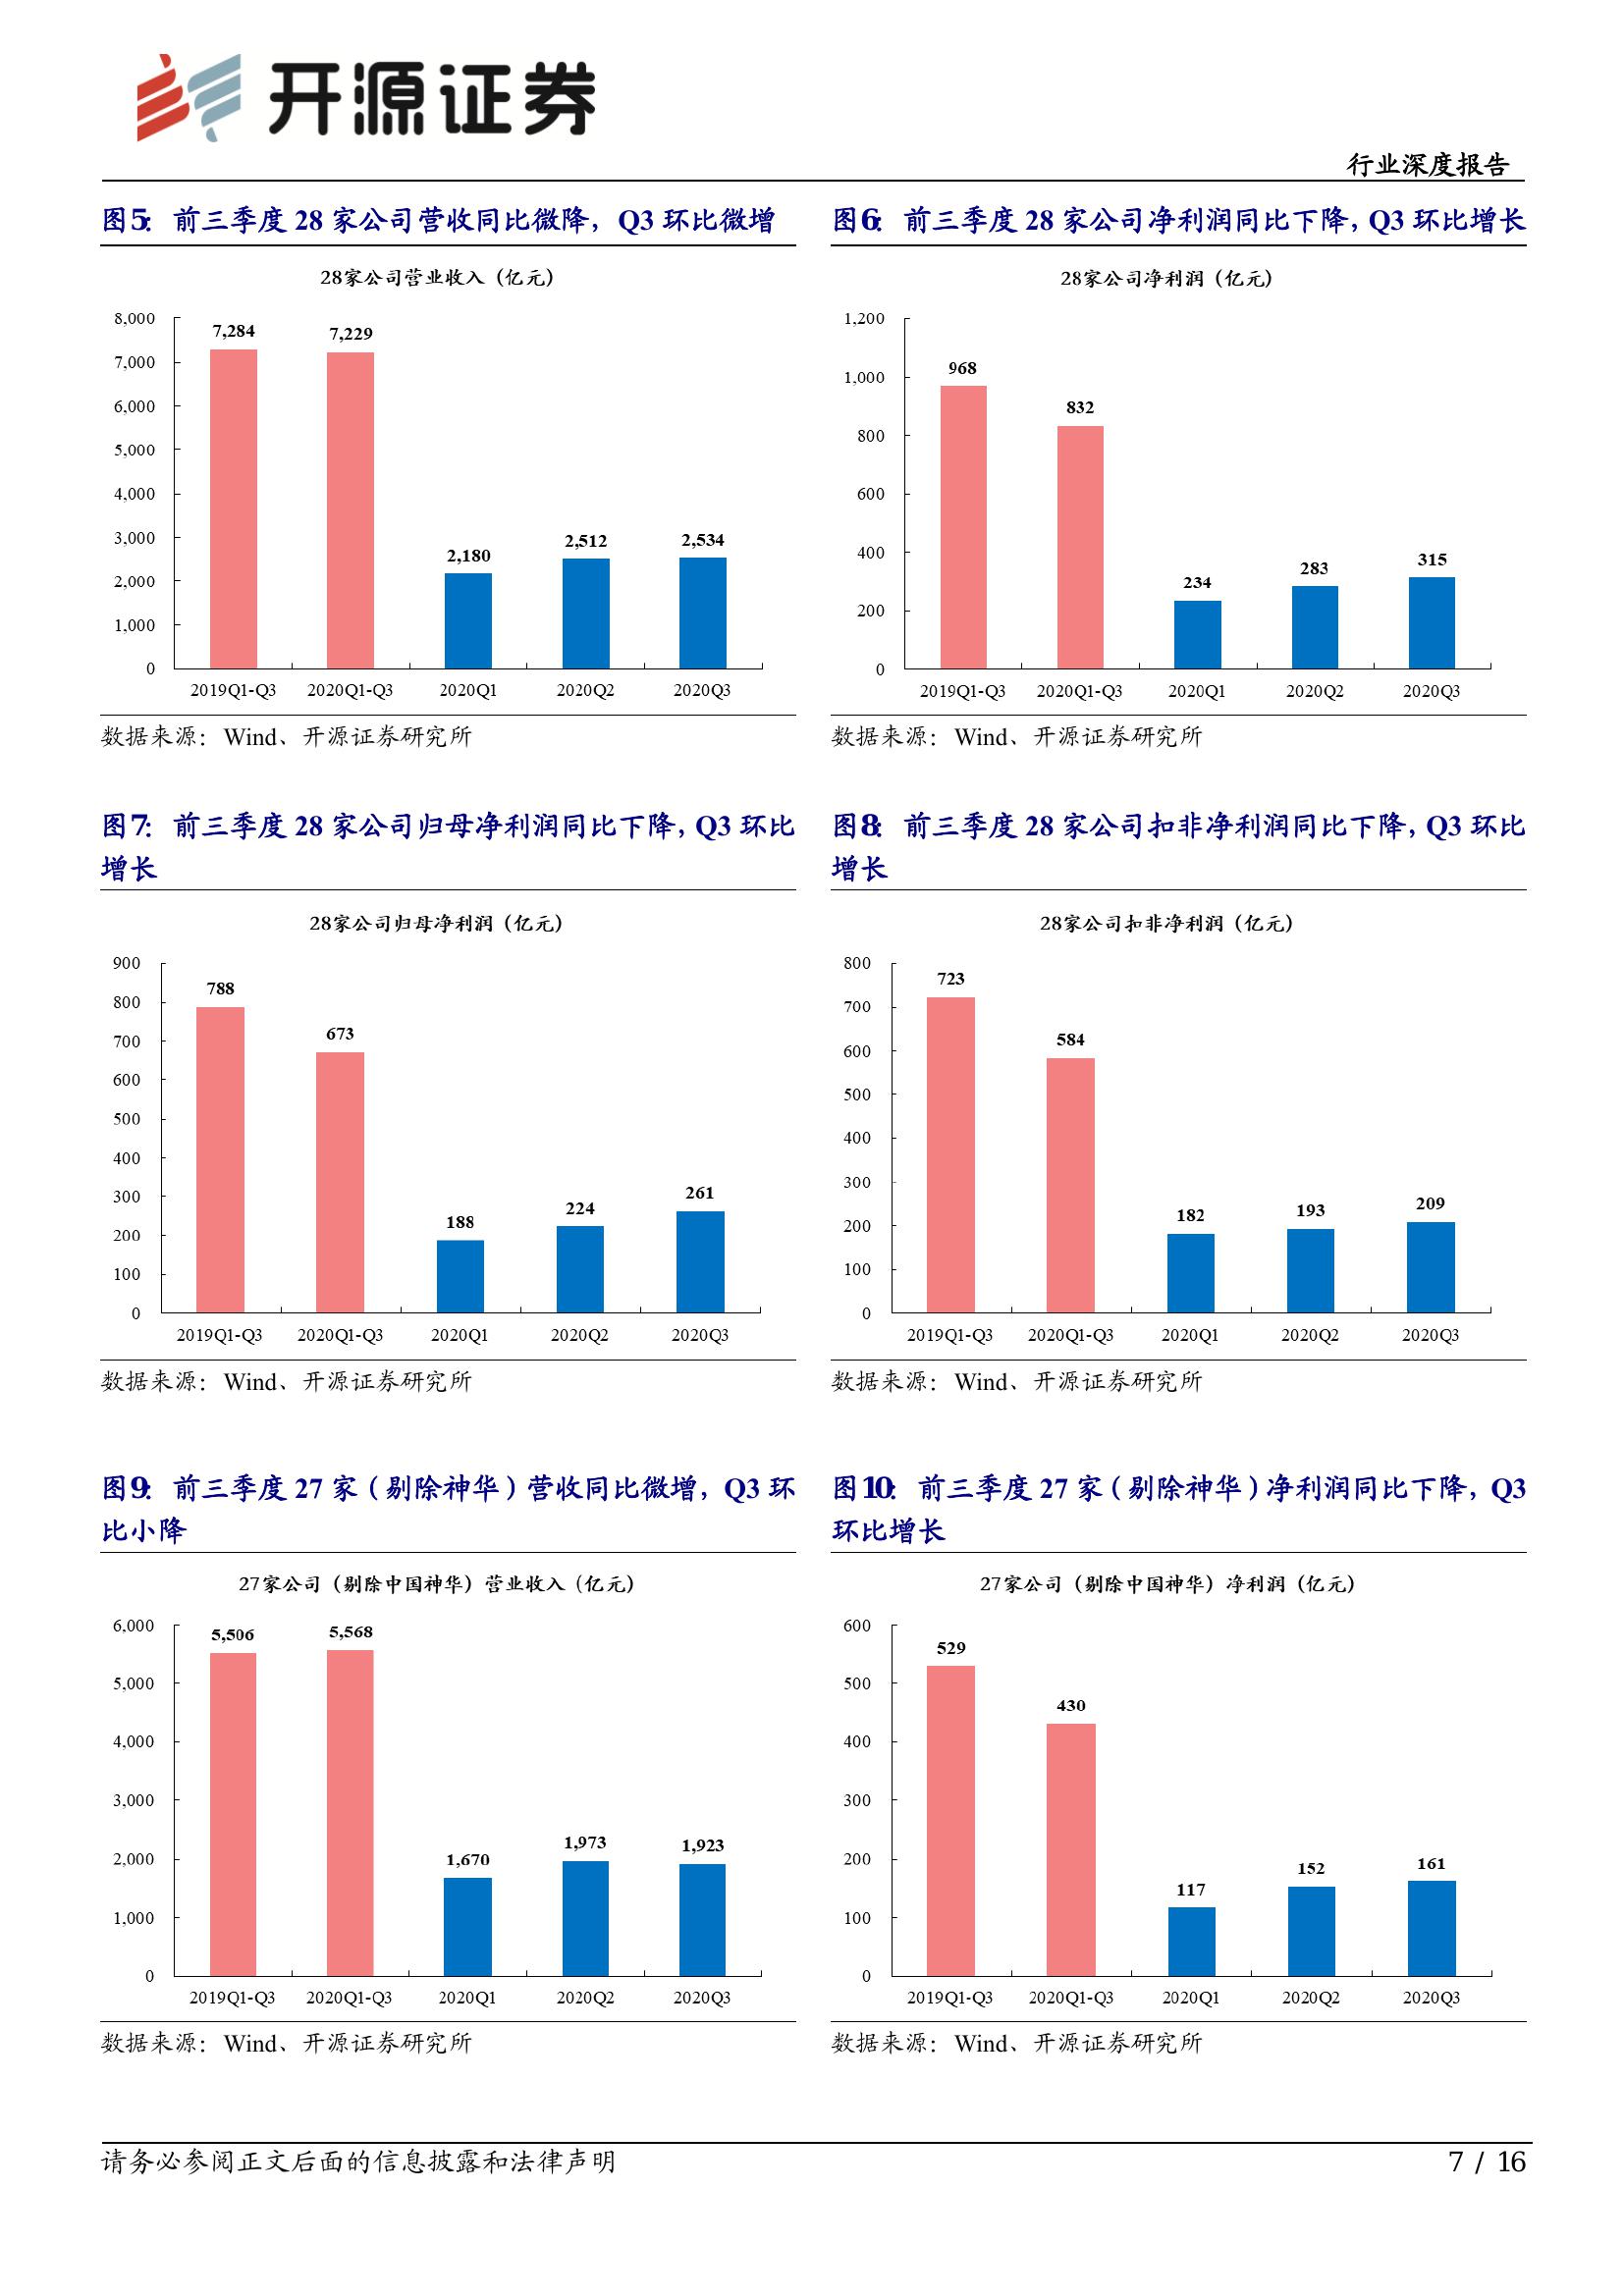 开源证券
行业深度报告
图5： 前三季度 28 家公司营收同比微降，Q3 环比微增
28家公司营业收入（亿元）
8,000
7,000
6,000
5,000
4,000
3,000
2,000
1,000
0
7,284
7,229
2,180
2,512
2,534
2019Q1-Q3 2020Q1-Q3 2020Q1 2020Q2 2020Q3
数据来源：Wind、开源证券研究所
图6： 前三季度 28 家公司净利润同比下降，Q3 环比增长
28家公司净利润（亿元）
1,200
1,000
800
600
400
200
0
968
832
234
283
315
2019Q1-Q3 2020Q1-Q3 2020Q1 2020Q2 2020Q3
数据来源：Wind、开源证券研究所
图7： 前三季度 28 家公司归母净利润同比下降，Q3 环比
增长
28家公司归母净利润（亿元）
900
800
700
600
500
400
300
200
100
0
788
673
188
224
261
2019Q1-Q3 2020Q1-Q3 2020Q1 2020Q2 2020Q3
数据来源：Wind、开源证券研究所
图8： 前三季度 28 家公司扣非净利润同比下降，Q3 环比
增长
28家公司扣非净利润（亿元）
800
700
600
500
400
300
200
100
0
723
584
182
193
209
2019Q1-Q3 2020Q1-Q3 2020Q1 2020Q2 2020Q3
数据来源：Wind、开源证券研究所
图9： 前三季度 27 家（剔除神华）营收同比微增，Q3 环
比小降
27家公司（剔除中国神华）营业收入（亿元）
6,000
5,000
4,000
3,000
2,000
1,000
0
5,506
5,568
1,670
1,973
1,923
2019Q1-Q3 2020Q1-Q3 2020Q1 2020Q2 2020Q3
数据来源：Wind、开源证券研究所
图10： 前三季度 27 家（剔除神华）净利润同比下降，Q3
环比增长
27家公司（剔除中国神华）净利润（亿元）
600
500
400
300
200
100
0
529
430
117
152
161
2019Q1-Q3 2020Q1-Q3 2020Q1 2020Q2 2020Q3
数据来源：Wind、开源证券研究所
请务必参阅正文后面的信息披露和法律声明
7 / 16